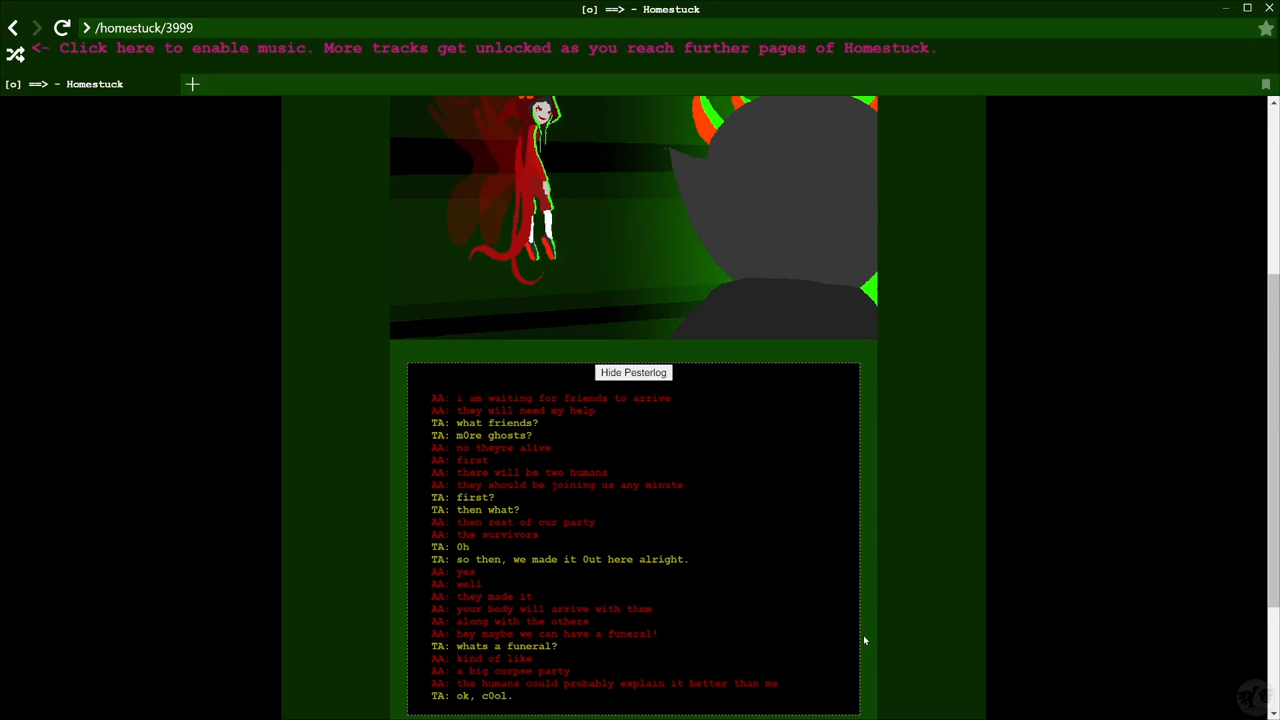 [o] ==> - Homestuck
/homestuck/3999
<- Click here to enable music. More tracks get unlocked as you reach further pages of Homestuck.
[o] ==> - Homestuck
Hide Pesterlog
AA: i am waiting for friends to arrive
AA: they will need my help
TA: what friends?
TA: m0re ghosts?
AA: no theyre alive
AA: first
AA: there will be two humans
AA: they should be joining us any minute
TA: first?
TA: then what?
AA: then rest of our party
AA: the survivors
TA: 0h
TA: so then, we made it 0ut here alright.
AA: yes
AA: well
AA: they made it
AA: your body will arrive with them
AA: along with the others
AA: hey maybe we can have a funeral!
TA: whats a funeral?
AA: kind of like
AA: a big corpse party
AA: the humans could probably explain it better than me
TA: ok, c0ol.